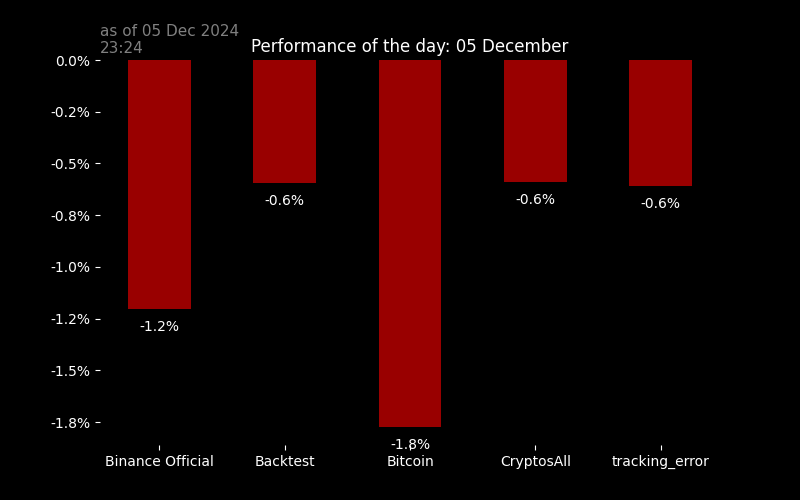 as of 05 Dec 2024
23:24
Performance of the day: 05 December
0.0%
-0.2%
-0.5%
-0.8%
-1.0%
-1.2%
-1.5%
-1.8%
-1.2%
-0.6%
-1.8%
-0.6%
-0.6%
Binance Official
Backtest
Bitcoin
CryptosAll
tracking_error